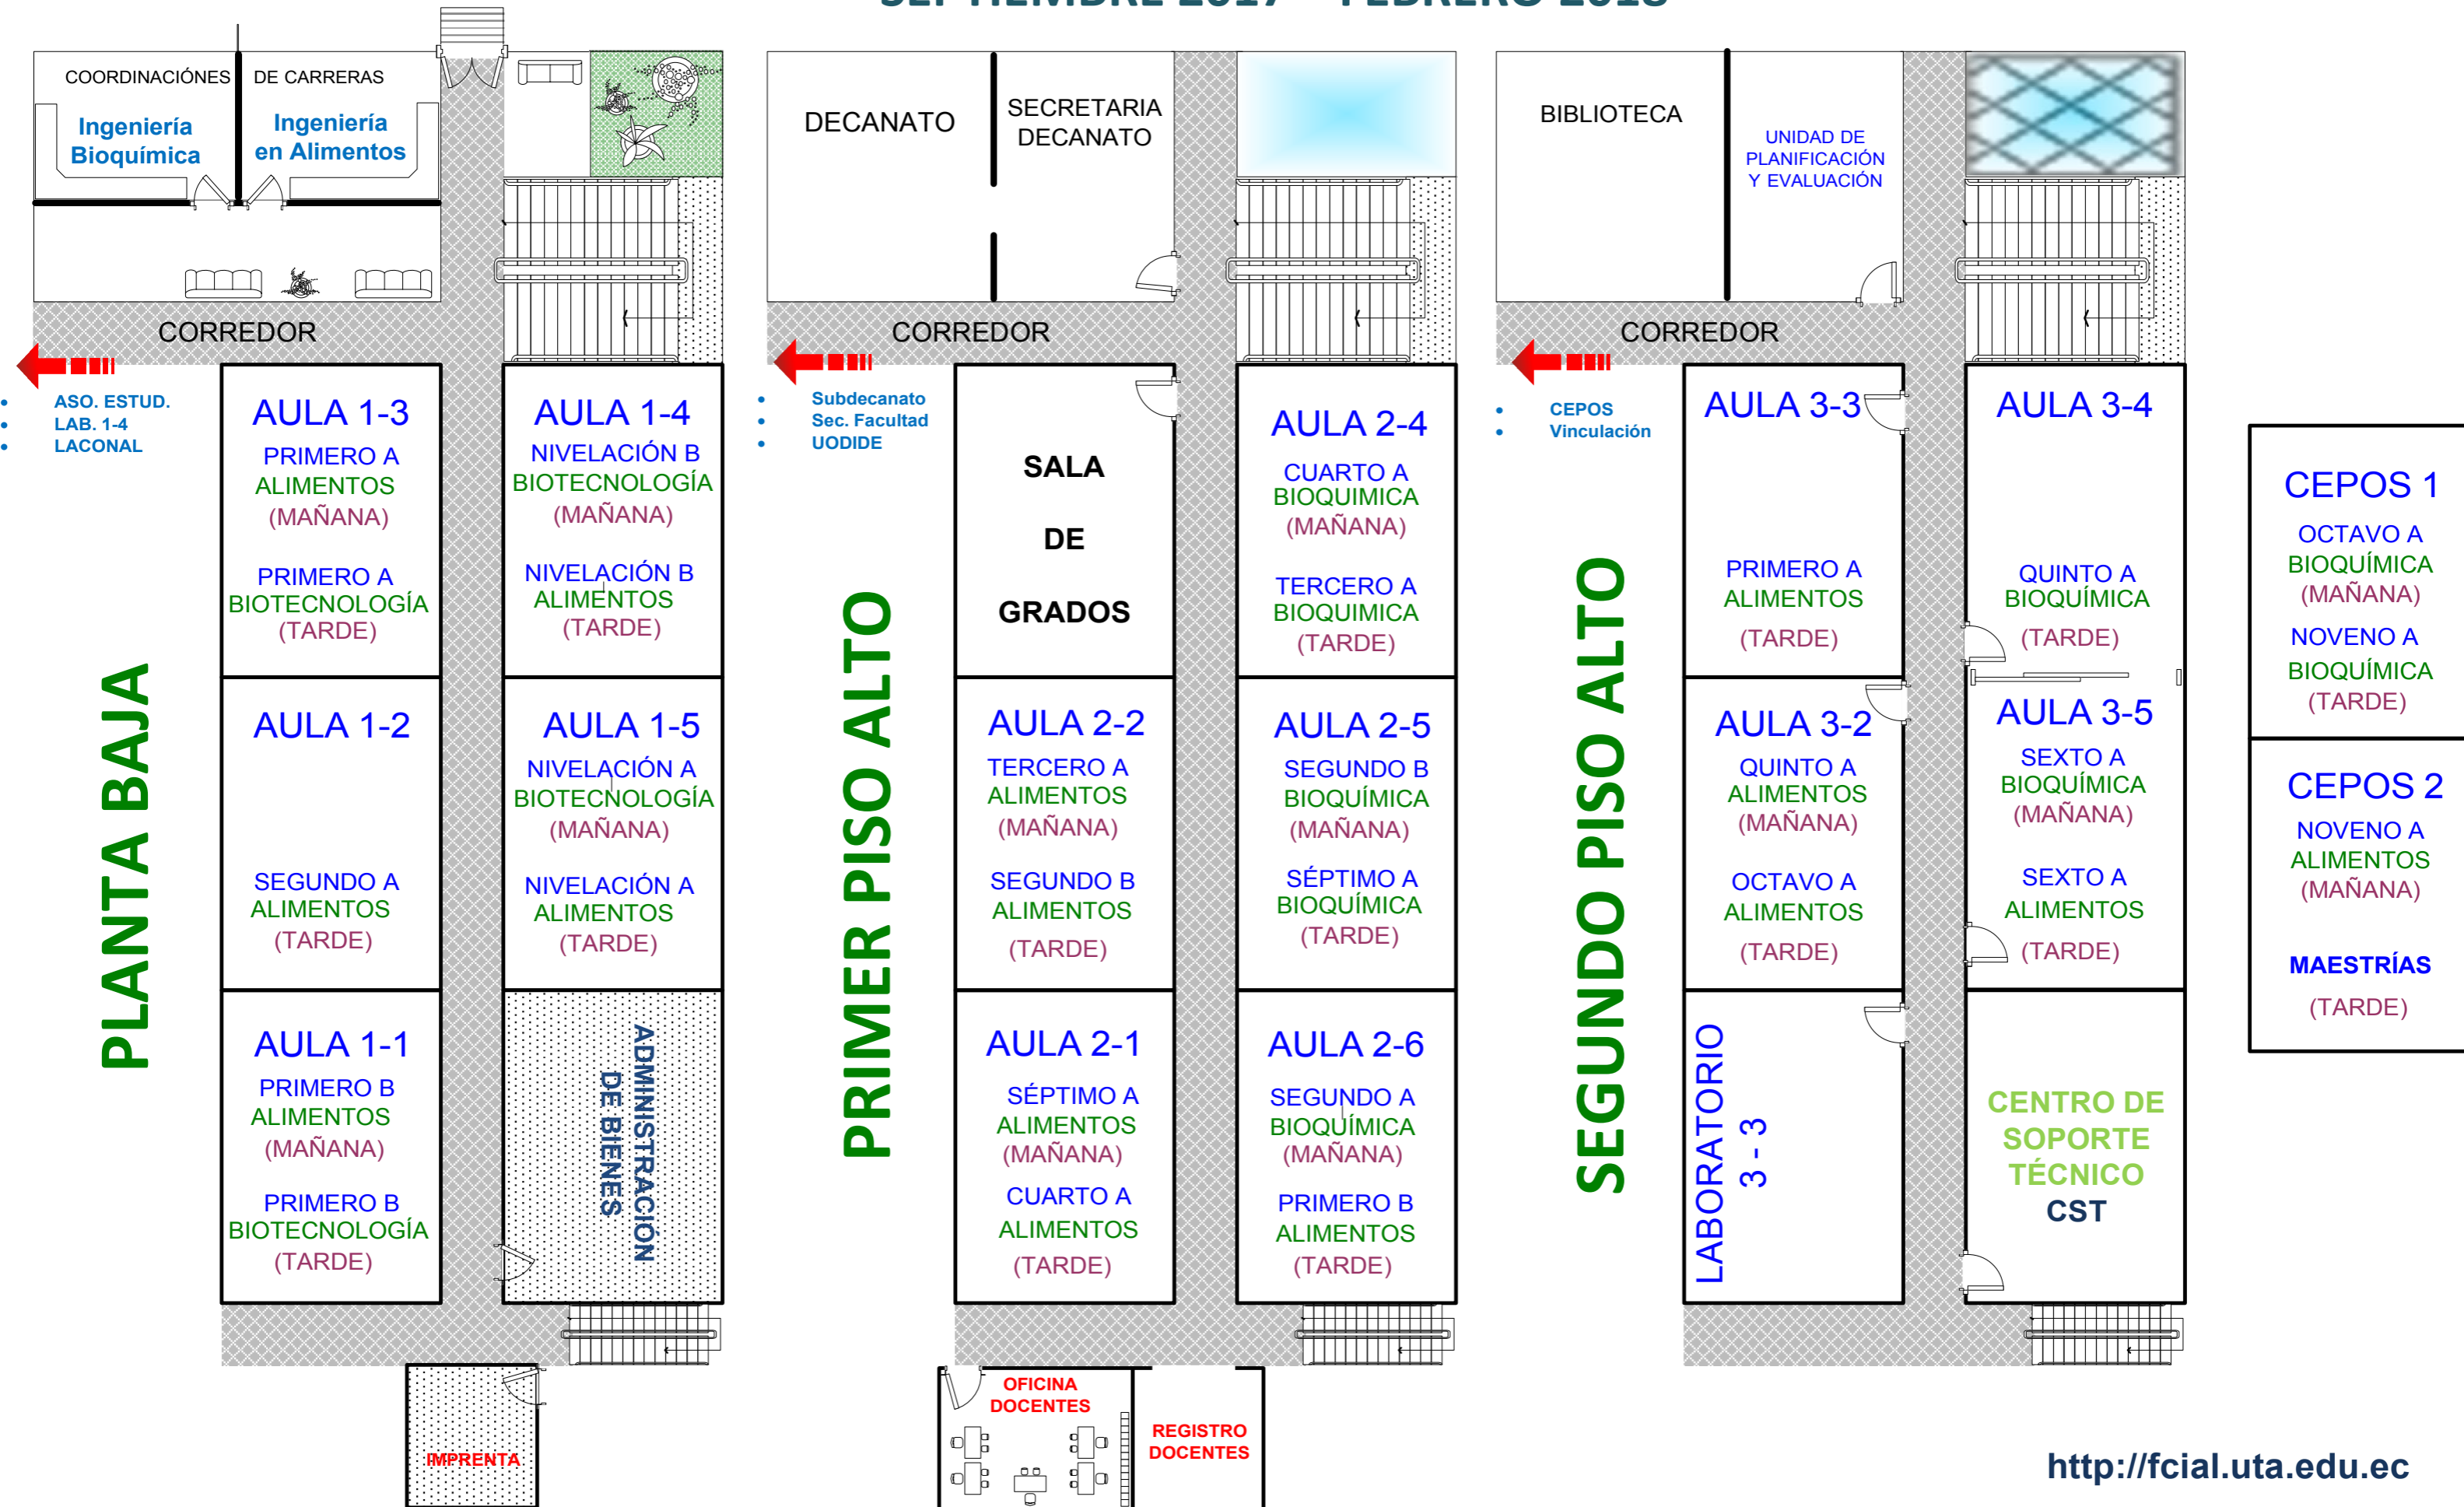 SEPTIEMBRE 2017 – FEBRERO 2018
COORDINACIÓNES DE CARRERAS
Ingeniería
Bioquímica
Ingeniería
en Alimentos
CORREDOR
ASO. ESTUD.
LAB. 1-4
LACONAL
PLANTA BAJA
AULA 1-3
PRIMERO A
ALIMENTOS
(MAÑANA)
PRIMERO A
BIOTECNOLOGÍA
(TARDE)
AULA 1-4
NIVELACIÓN B
BIOTECNOLOGÍA
(MAÑANA)
NIVELACIÓN B
ALIMENTOS
(TARDE)
AULA 1-2
SEGUNDO A
ALIMENTOS
(TARDE)
AULA 1-5
NIVELACIÓN A
BIOTECNOLOGÍA
(MAÑANA)
NIVELACIÓN A
ALIMENTOS
(TARDE)
AULA 1-1
PRIMERO B
ALIMENTOS
(MAÑANA)
PRIMERO B
BIOTECNOLOGÍA
(TARDE)
ADMINISTRACIÓN
DE BIENES
IMPRENTA
DECANATO
SECRETARIA
DECANATO
CORREDOR
Subdecanato
Sec. Facultad
UODIDE
PRIMER PISO ALTO
SALA
DE
GRADOS
AULA 2-4
CUARTO A
BIOQUIMICA
(MAÑANA)
TERCERO A
BIOQUIMICA
(TARDE)
AULA 2-2
TERCERO A
ALIMENTOS
(MAÑANA)
SEGUNDO B
ALIMENTOS
(TARDE)
AULA 2-5
SEGUNDO B
BIOQUÍMICA
(MAÑANA)
SÉPTIMO A
BIOQUÍMICA
(TARDE)
AULA 2-1
SÉPTIMO A
ALIMENTOS
(MAÑANA)
CUARTO A
ALIMENTOS
(TARDE)
AULA 2-6
SEGUNDO A
BIOQUÍMICA
(MAÑANA)
PRIMERO B
ALIMENTOS
(TARDE)
OFICINA
DOCENTES
REGISTRO
DOCENTES
BIBLIOTECA
UNIDAD DE
PLANIFICACIÓN
Y EVALUACIÓN
CORREDOR
CEPOS
Vinculación
SEGUNDO PISO ALTO
AULA 3-3
PRIMERO A
ALIMENTOS
(TARDE)
AULA 3-4
QUINTO A
BIOQUÍMICA
(TARDE)
AULA 3-2
QUINTO A
ALIMENTOS
(MAÑANA)
OCTAVO A
ALIMENTOS
(TARDE)
AULA 3-5
SEXTO A
BIOQUÍMICA
(MAÑANA)
SEXTO A
ALIMENTOS
(TARDE)
LABORATORIO
3 - 3
CENTRO DE
SOPORTE
TÉCNICO
CST
CEPOS 1
OCTAVO A
BIOQUÍMICA
(MAÑANA)
NOVENO A
BIOQUÍMICA
(TARDE)
CEPOS 2
NOVENO A
ALIMENTOS
(MAÑANA)
MAESTRÍAS
(TARDE)
http://fcial.uta.edu.ec